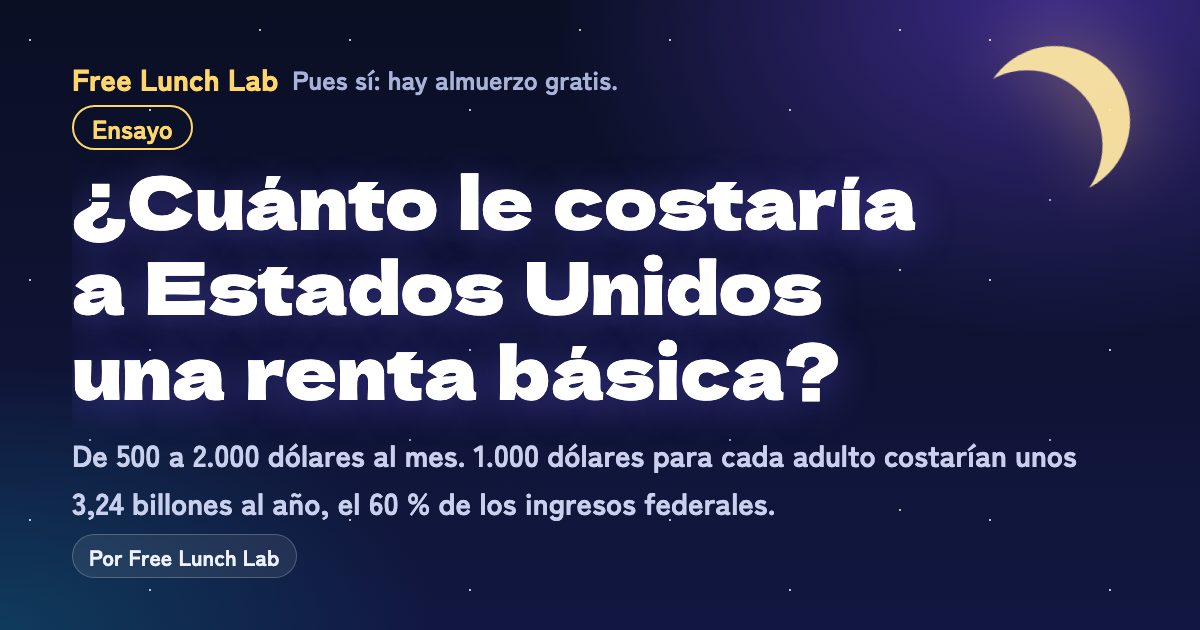 Free Lunch Lab Pues sí: hay almuerzo gratis.
Ensayo
¿Cuánto le costaría
a Estados Unidos
una renta básica?
De 500 a 2.000 dólares al mes. 1.000 dólares para cada adulto costarían unos
3,24 billones al año, el 60 % de los ingresos federales.
Por Free Lunch Lab